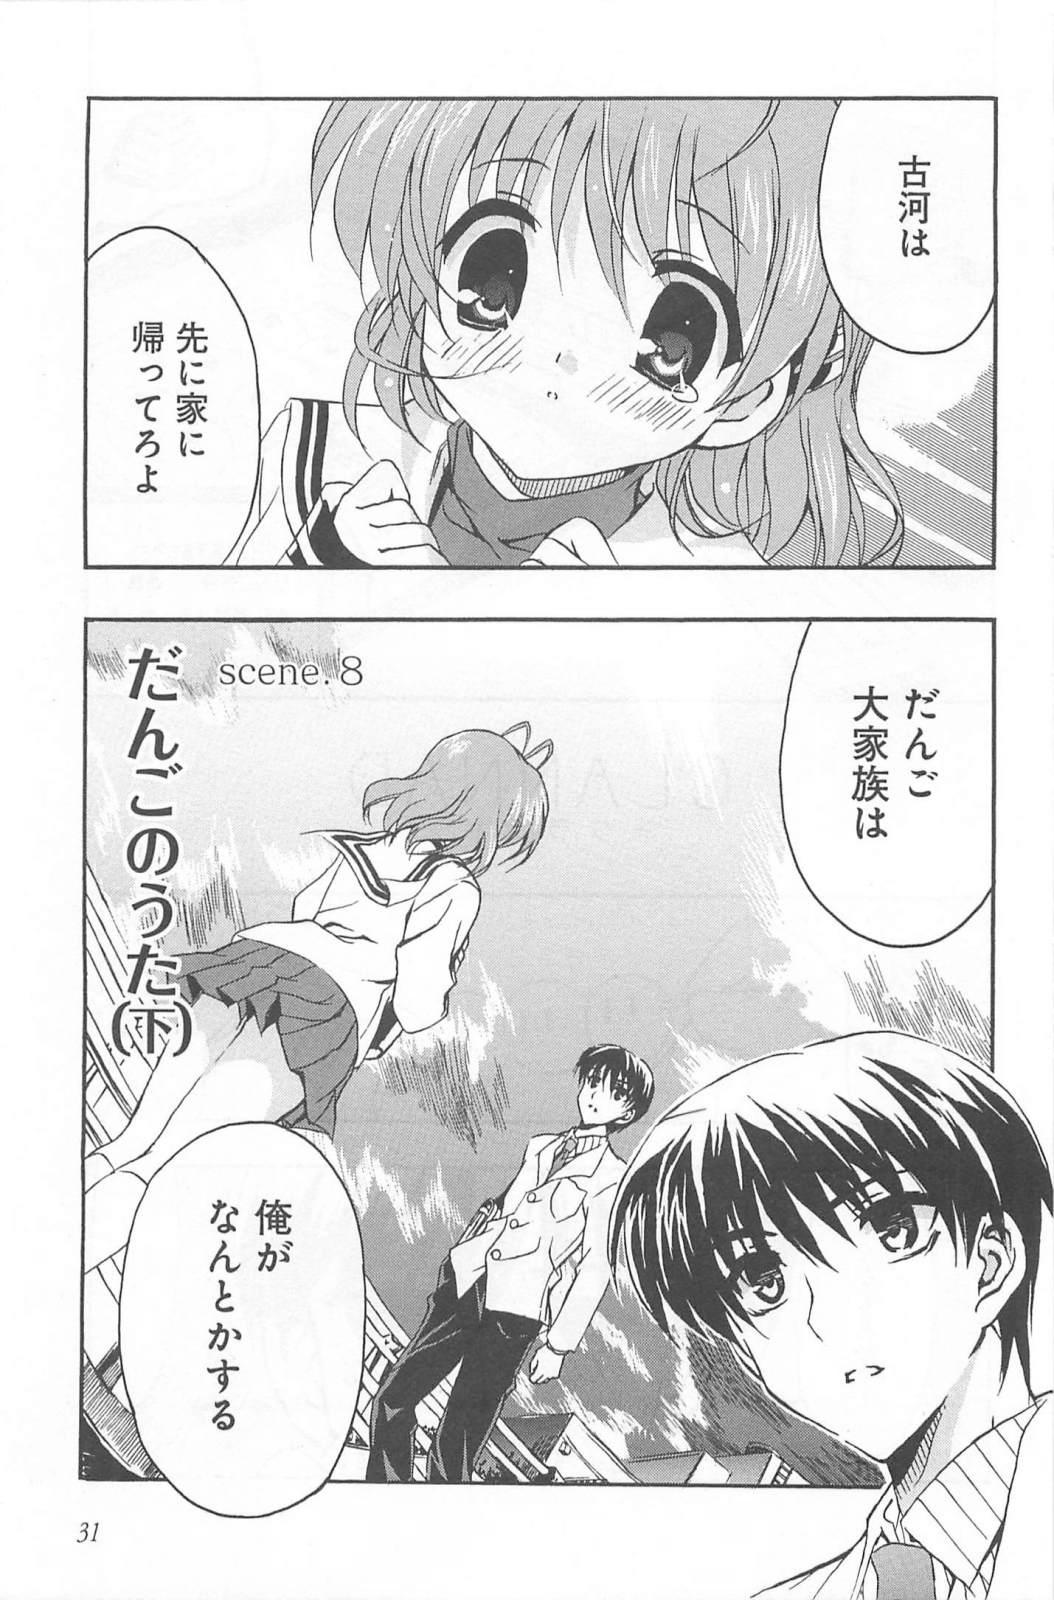 古河は
先に家に
帰ってろよ
scene. 8
だんごのうた(下)
だんご
大家族は
俺が
なんとかする
31